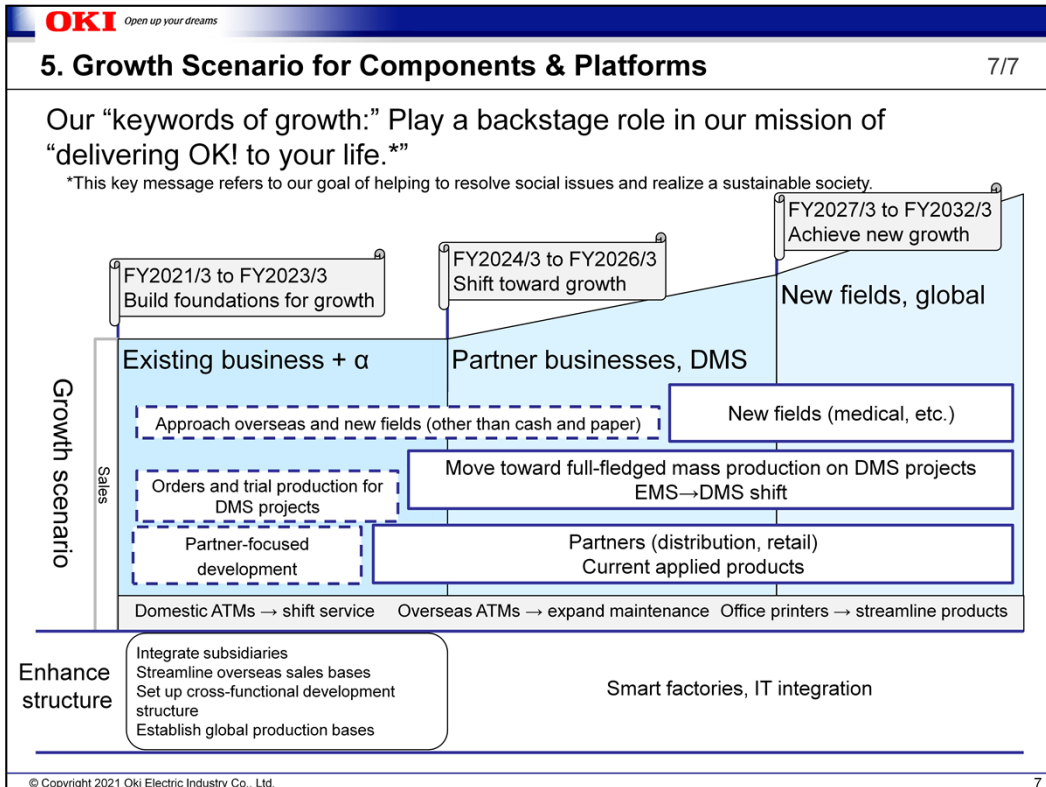 OKI Open up your dreams
5. Growth Scenario for Components & Platforms
7/7
Our “keywords of growth:” Play a backstage role in our mission of
“delivering OK! to your life.*”
*This key message refers to our goal of helping to resolve social issues and realize a sustainable society.
FY2021/3 to FY2023/3
Build foundations for growth
FY2024/3 to FY2026/3
Shift toward growth
FY2027/3 to FY2032/3
Achieve new growth
Growth scenario
Sales
Existing business + α
Partner businesses, DMS
New fields, global
Approach overseas and new fields (other than cash and paper)
New fields (medical, etc.)
Orders and trial production for
DMS projects
Move toward full-fledged mass production on DMS projects
EMS→DMS shift
Partner-focused
development
Partners (distribution, retail)
Current applied products
Domestic ATMs → shift service
Overseas ATMs → expand maintenance
Office printers → streamline products
Enhance
structure
Integrate subsidiaries
Streamline overseas sales bases
Set up cross-functional development
structure
Establish global production bases
Smart factories, IT integration
© Copyright 2021 Oki Electric Industry Co., Ltd.
7